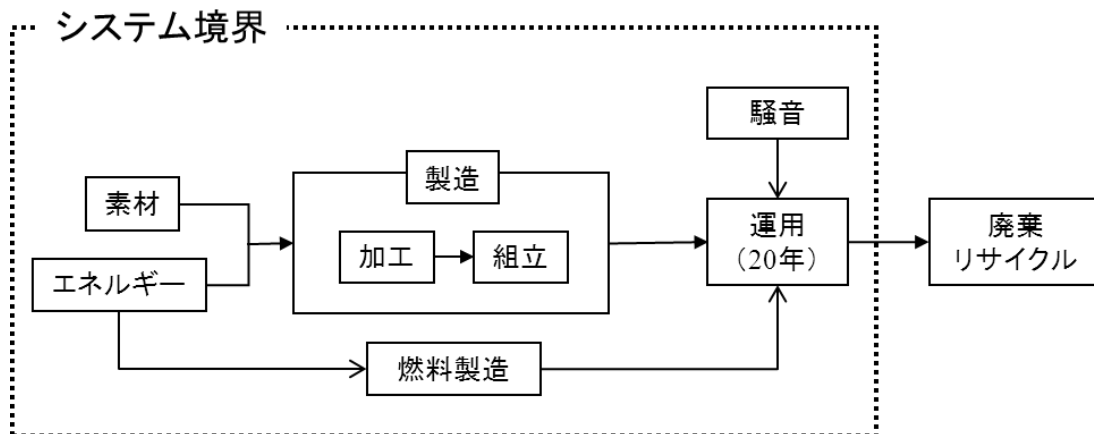 システム境界
騒音
製造
素材
運用
（20年）
廃棄
リサイクル
加工
組立
エネルギー
燃料製造